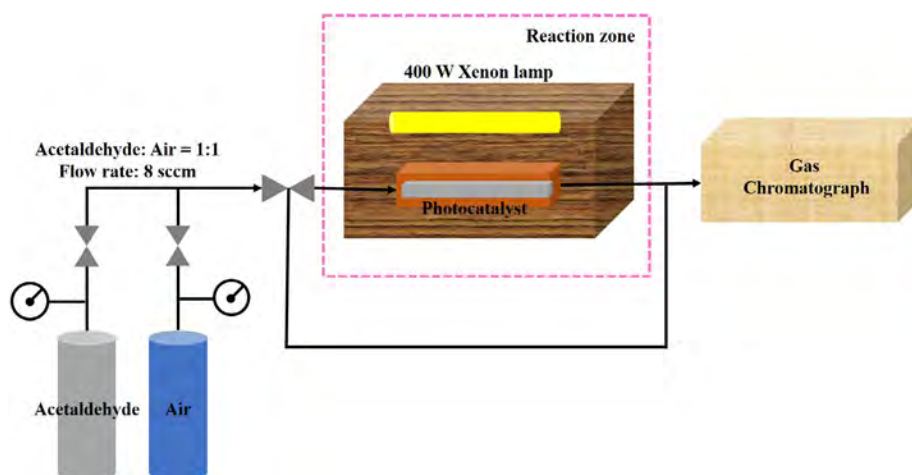 Reaction zone
400 W Xenon lamp
Acetaldehyde: Air = 1:1
Flow rate: 8 sccm
Photocatalyst
Gas
Chromatograph
Acetaldehyde
Air